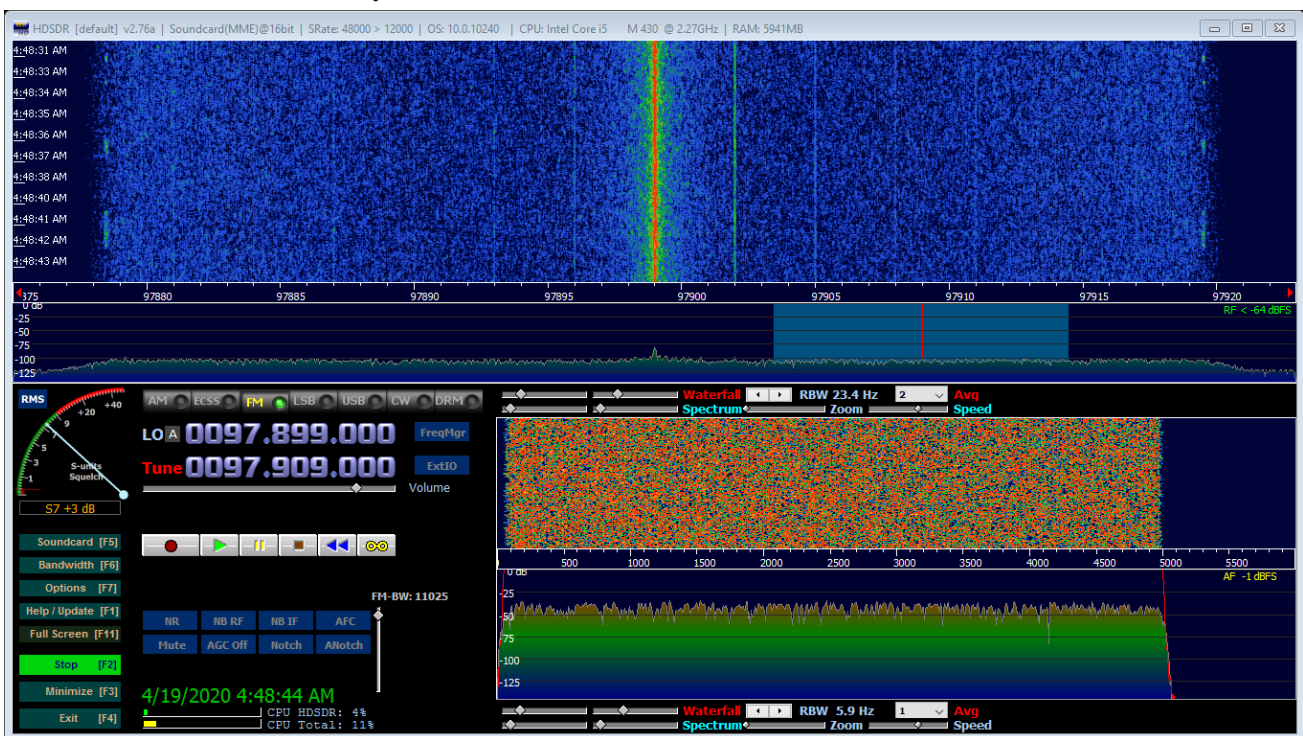 HDSDR [default] v2.76a | Soundcard(MME)@16bit | SRate: 48000 > 12000 | OS: 10.0.10240 | CPU: Intel Core i5 M 430 @ 2.27GHz | RAM: 5941MB
4:48:31 AM
4:48:33 AM
4:48:34 AM
4:48:35 AM
4:48:36 AM
4:48:37 AM
4:48:38 AM
4:48:40 AM
4:48:41 AM
4:48:42 AM
4:48:43 AM
97880 97885 97890 97895 97900 97905 97910 97915 97920
0 dB
RF < -64 dBFS
-25
-50
-75
-100
-125
RMS
+20 +40
9
5
3
1
S-units
Squelch
S7 +3 dB
AM ECSS FM LSB USB CW DRM
LO A 0097.899.000 FreqMgr
Tune 0097.909.000 ExtIO
Volume
Soundcard [F5]
Bandwidth [F6]
Options [F7]
Help / Update [F1]
Full Screen [F11]
Stop [F2]
Minimize [F3]
Exit [F4]
FM-BW: 11025
NR NB RF NB IF AFC
Mute AGC Off Notch ANotch
4/19/2020 4:48:44 AM
CPU HDSDR: 4%
CPU Total: 11%
Waterfall RBW 23.4 Hz 2 Avg
Spectrum Zoom Speed
500 1000 1500 2000 2500 3000 3500 4000 4500 5000 5500
0 dB
AF -1 dBFS
-25
-50
-75
-100
-125
Waterfall RBW 5.9 Hz 1 Avg
Spectrum Zoom Speed